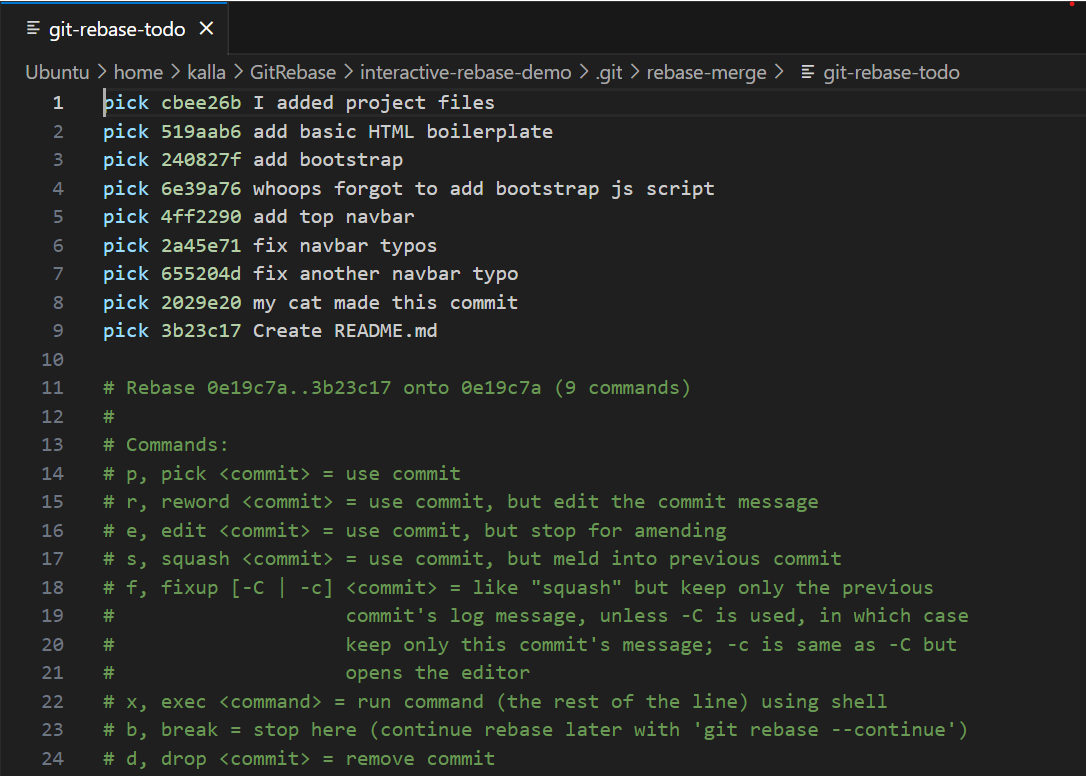 git-rebase-todo
Ubuntu > home > kalla > GitRebase > interactive-rebase-demo > .git > rebase-merge > git-rebase-todo
1 pick cbee26b I added project files
2 pick 519aab6 add basic HTML boilerplate
3 pick 240827f add bootstrap
4 pick 6e39a76 whoops forgot to add bootstrap js script
5 pick 4ff2290 add top navbar
6 pick 2a45e71 fix navbar typos
7 pick 655204d fix another navbar typo
8 pick 2029e20 my cat made this commit
9 pick 3b23c17 Create README.md
10
11 # Rebase 0e19c7a..3b23c17 onto 0e19c7a (9 commands)
12 #
13 # Commands:
14 # p, pick <commit> = use commit
15 # r, reword <commit> = use commit, but edit the commit message
16 # e, edit <commit> = use commit, but stop for amending
17 # s, squash <commit> = use commit, but meld into previous commit
18 # f, fixup [-C | -c] <commit> = like "squash" but keep only the previous
19 #                    commit's log message, unless -C is used, in which case
20 #                    keep only this commit's message; -c is same as -C but
21 #                    opens the editor
22 # x, exec <command> = run command (the rest of the line) using shell
23 # b, break = stop here (continue rebase later with 'git rebase --continue')
24 # d, drop <commit> = remove commit